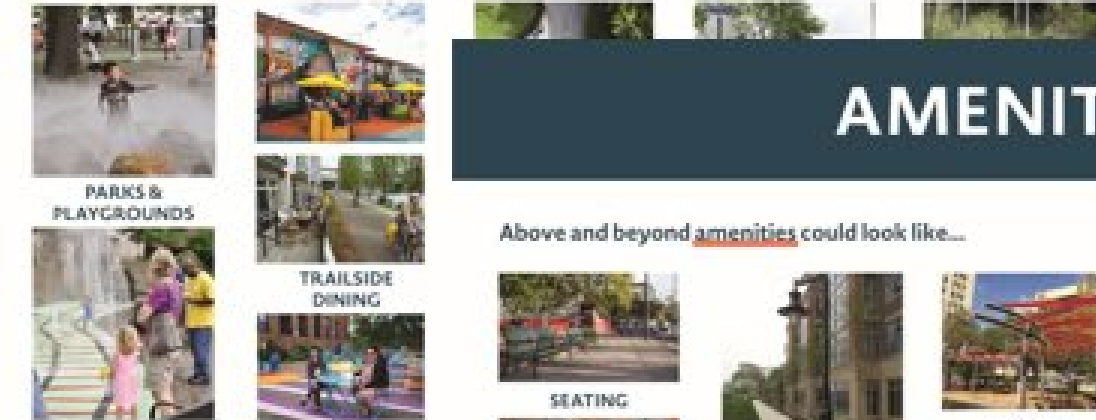 PARKS &
PLAYGROUNDS
TRAILSIDE
DINING
AMENIT
Above and beyond amenities could look like...
SEATING